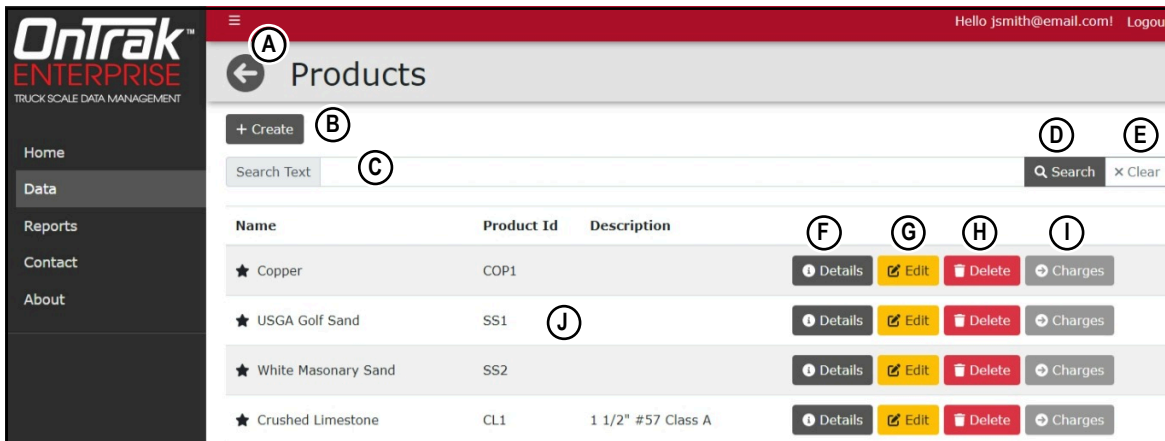 OnTrak™
ENTERPRISE
TRUCK SCALE DATA MANAGEMENT
Home
Data
Reports
Contact
About
Hello jsmith@email.com! Logou
A
Products
+ Create B
Search Text C D Search E × Clear
Name Product Id Description F G H I
Copper COP1 Details Edit Delete Charges
USGA Golf Sand SS1 J Details Edit Delete Charges
White Masonary Sand SS2 Details Edit Delete Charges
Crushed Limestone CL1 1 1/2" #57 Class A Details Edit Delete Charges